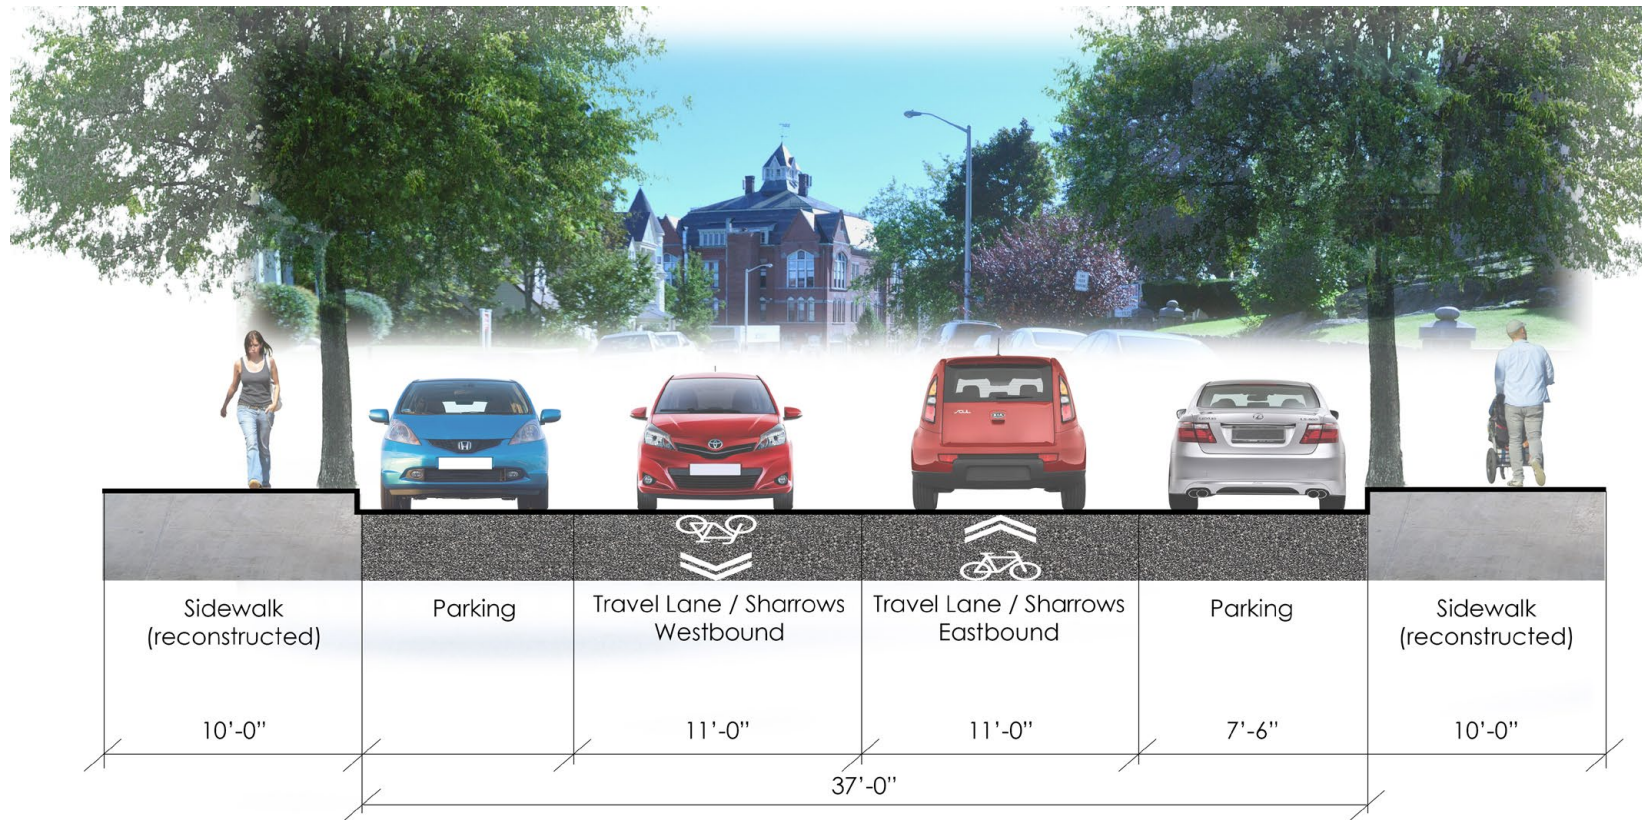 Sidewalk
(reconstructed)
Parking
Travel Lane / Sharrows
Westbound
Travel Lane / Sharrows
Eastbound
Parking
Sidewalk
(reconstructed)
10'-0"
11'-0"
11'-0"
7'-6"
10'-0"
37'-0"